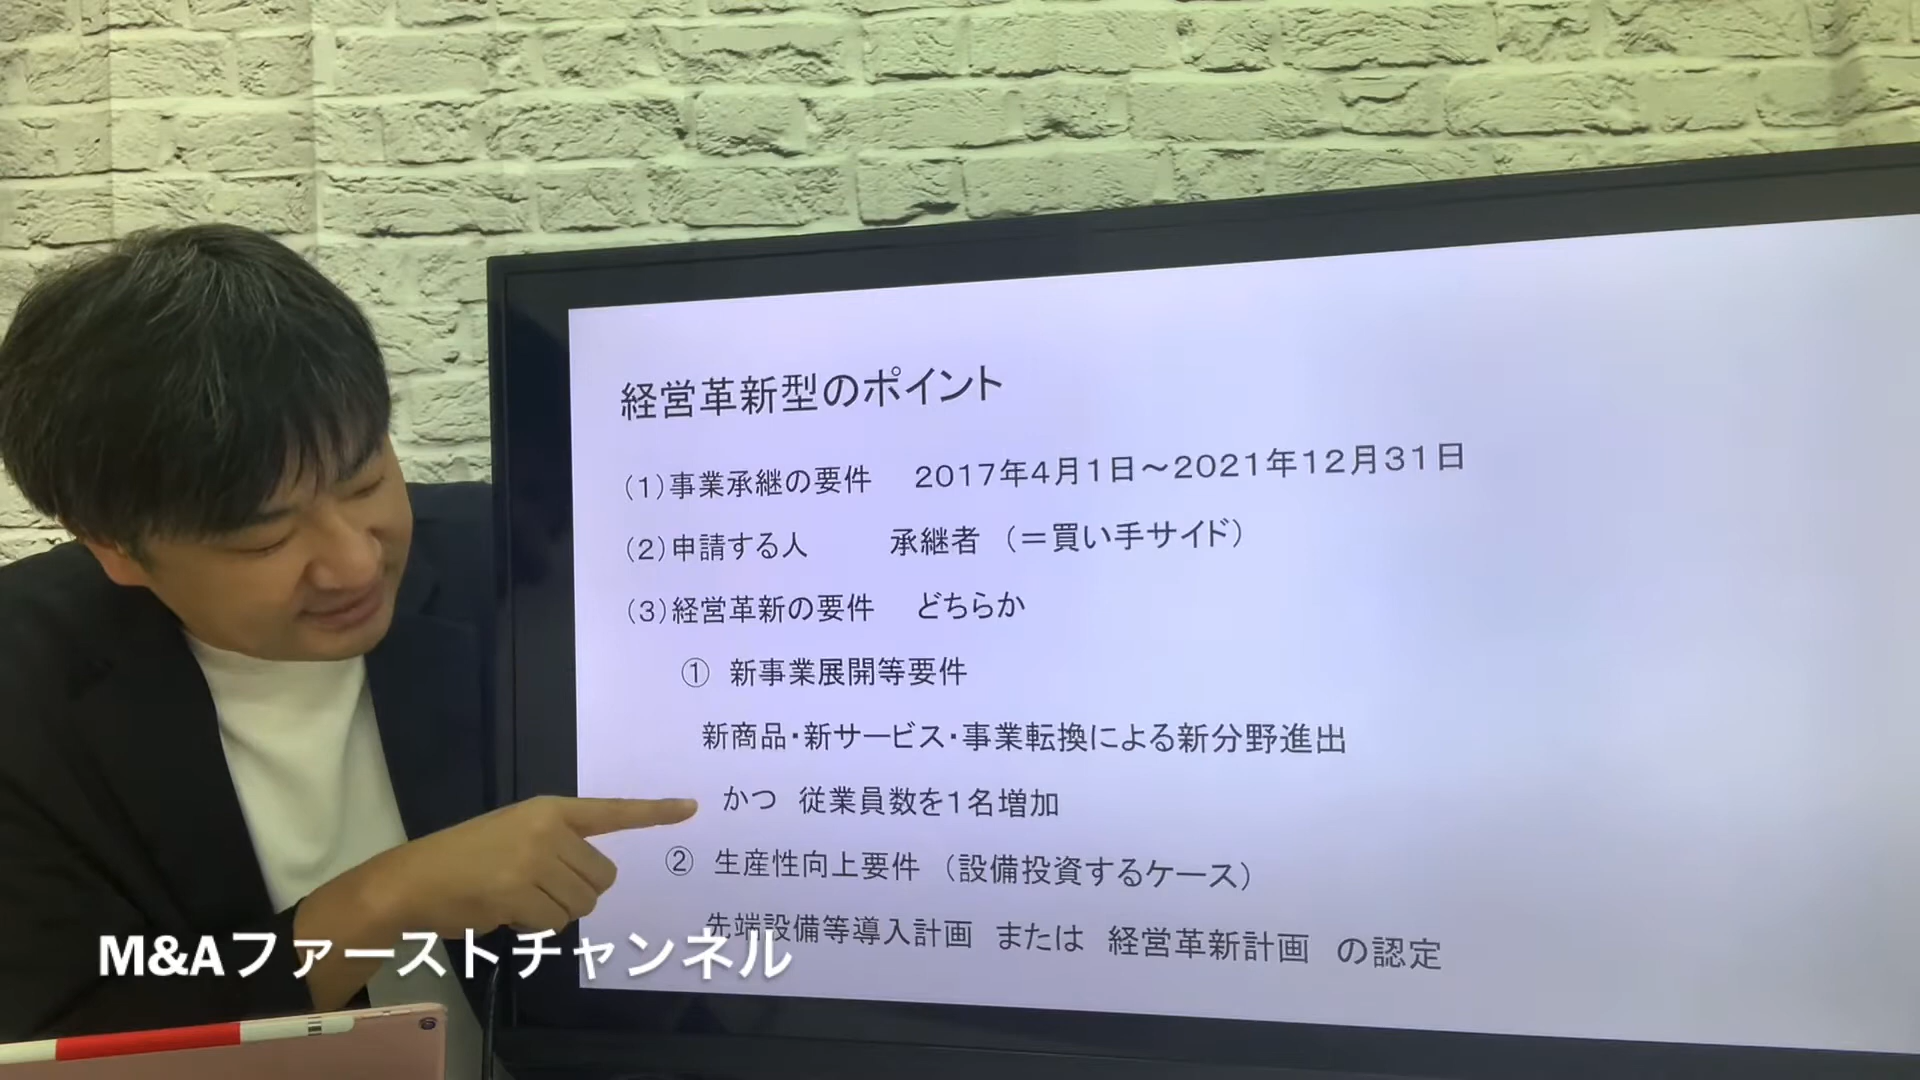 経営革新型のポイント
（1）事業承継の要件　2017年4月1日～2021年12月31日
（2）申請する人　承継者　（＝買い手サイド）
（3）経営革新の要件　どちらか
①　新事業展開等要件
新商品・新サービス・事業転換による新分野進出
かつ　従業員数を1名増加
②　生産性向上要件　（設備投資するケース）
先端設備等導入計画　または　経営革新計画　の認定
M&Aファーストチャンネル